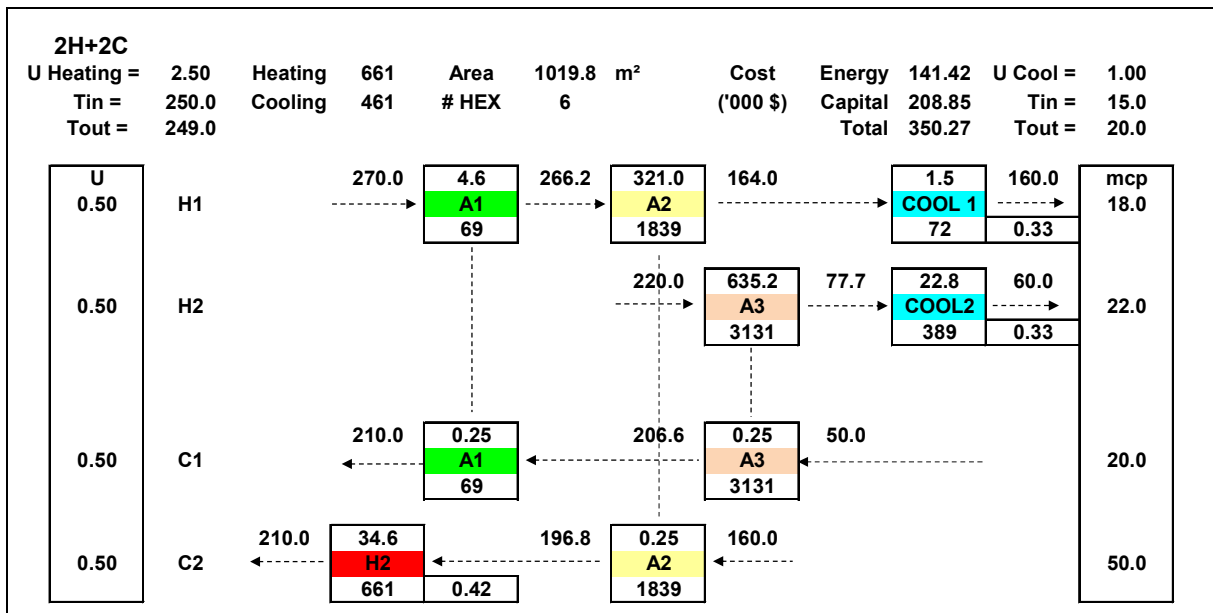 2H+2C
U Heating = 2.50 Heating 661 Area 1019.8 m² Cost Energy 141.42 U Cool = 1.00
Tin = 250.0 Cooling 461 # HEX 6 ('000 $) Capital 208.85 Tin = 15.0
Tout = 249.0 Total 350.27 Tout = 20.0
U 270.0 4.6 266.2 321.0 164.0 1.5 160.0 mcp
0.50 H1 A1 A2 COOL 1 18.0
69 1839 72 0.33
220.0 635.2 77.7 22.8 60.0
0.50 H2 A3 COOL2 22.0
3131 389 0.33
210.0 0.25 206.6 0.25 50.0
0.50 C1 A1 A3 20.0
69 3131
210.0 34.6 196.8 0.25 160.0
0.50 C2 H2 A2 50.0
661 0.42 1839